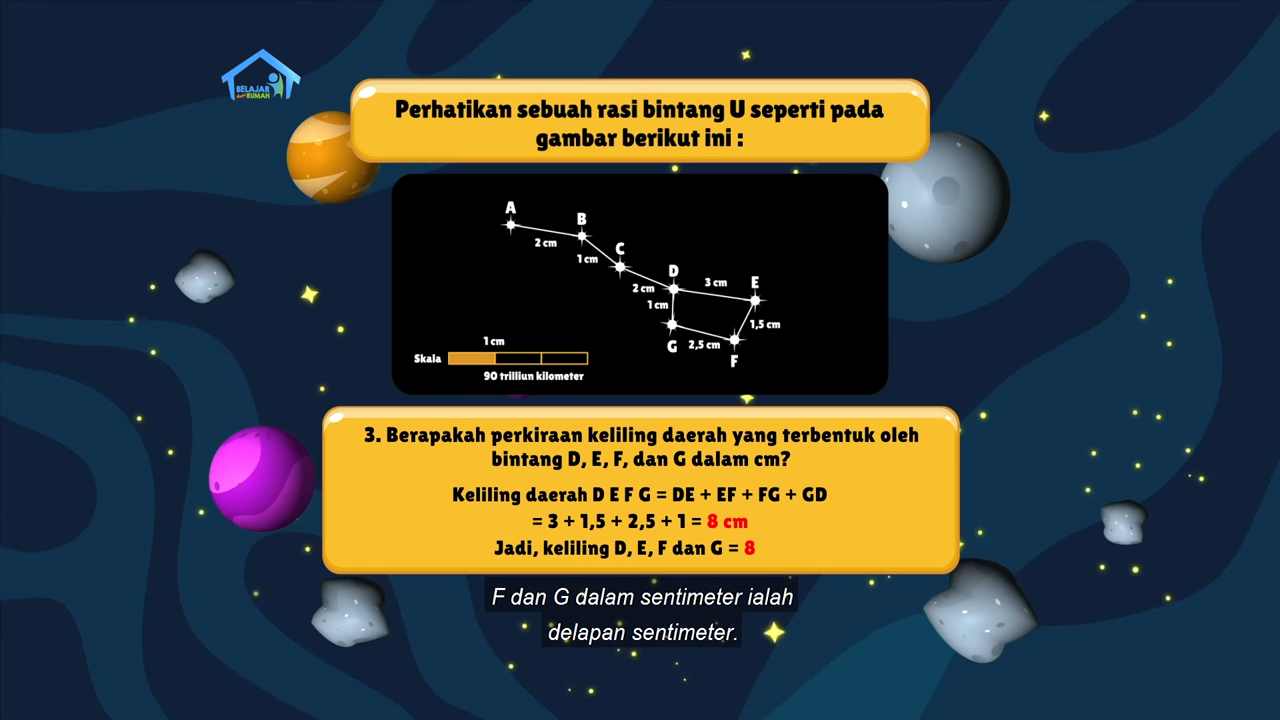 BELAJAR
dari RUMAH
Perhatikan sebuah rasi bintang U seperti pada
gambar berikut ini :
A
B
2 cm
C
1 cm
D
E
3 cm
2 cm
1 cm
1,5 cm
G
2,5 cm
F
1 cm
Skala
90 trilliun kilometer
3. Berapakah perkiraan keliling daerah yang terbentuk oleh
bintang D, E, F, dan G dalam cm?
Keliling daerah D E F G = DE + EF + FG + GD
= 3 + 1,5 + 2,5 + 1 = 8 cm
Jadi, keliling D, E, F dan G = 8
F dan G dalam sentimeter ialah
delapan sentimeter.